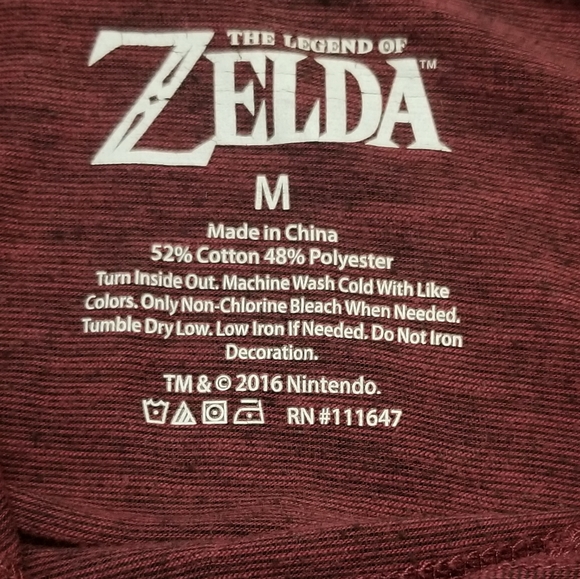 THE LEGEND OF
ZELDA™
M
Made in China
52% Cotton 48% Polyester
Turn Inside Out. Machine Wash Cold With Like
Colors. Only Non-Chlorine Bleach When Needed.
Tumble Dry Low. Low Iron If Needed. Do Not Iron
Decoration.
TM & © 2016 Nintendo.
RN #111647